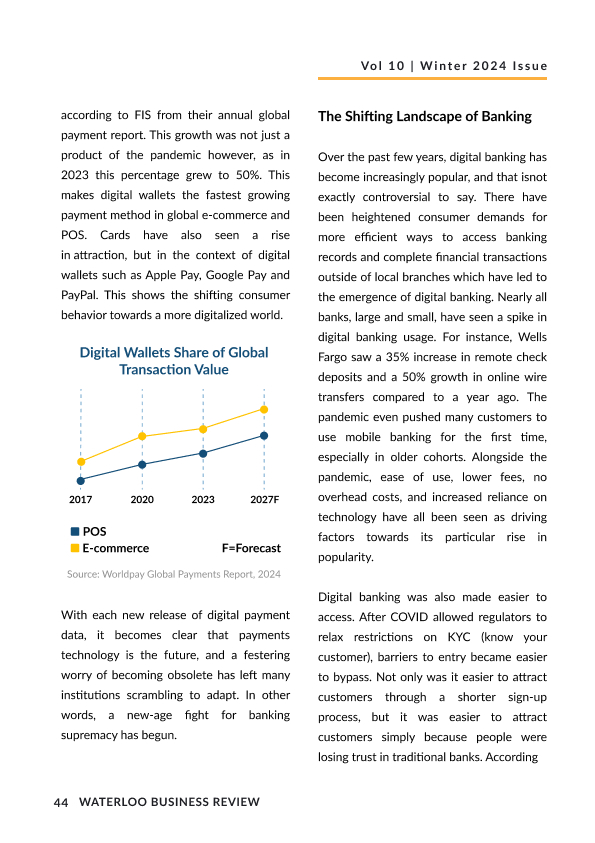 Vol 10 | Winter 2024 Issue
according to FIS from their annual global
payment report. This growth was not just a
product of the pandemic however, as in
2023 this percentage grew to 50%. This
makes digital wallets the fastest growing
payment method in global e-commerce and
POS. Cards have also seen a rise
in attraction, but in the context of digital
wallets such as Apple Pay, Google Pay and
PayPal. This shows the shifting consumer
behavior towards a more digitalized world.
Digital Wallets Share of Global
Transaction Value
2017 2020 2023 2027F
POS
E-commerce F=Forecast
Source: Worldpay Global Payments Report, 2024
With each new release of digital payment
data, it becomes clear that payments
technology is the future, and a festering
worry of becoming obsolete has left many
institutions scrambling to adapt. In other
words, a new-age fight for banking
supremacy has begun.
The Shifting Landscape of Banking
Over the past few years, digital banking has
become increasingly popular, and that isnot
exactly controversial to say. There have
been heightened consumer demands for
more efficient ways to access banking
records and complete financial transactions
outside of local branches which have led to
the emergence of digital banking. Nearly all
banks, large and small, have seen a spike in
digital banking usage. For instance, Wells
Fargo saw a 35% increase in remote check
deposits and a 50% growth in online wire
transfers compared to a year ago. The
pandemic even pushed many customers to
use mobile banking for the first time,
especially in older cohorts. Alongside the
pandemic, ease of use, lower fees, no
overhead costs, and increased reliance on
technology have all been seen as driving
factors towards its particular rise in
popularity.
Digital banking was also made easier to
access. After COVID allowed regulators to
relax restrictions on KYC (know your
customer), barriers to entry became easier
to bypass. Not only was it easier to attract
customers through a shorter sign-up
process, but it was easier to attract
customers simply because people were
losing trust in traditional banks. According
44 WATERLOO BUSINESS REVIEW